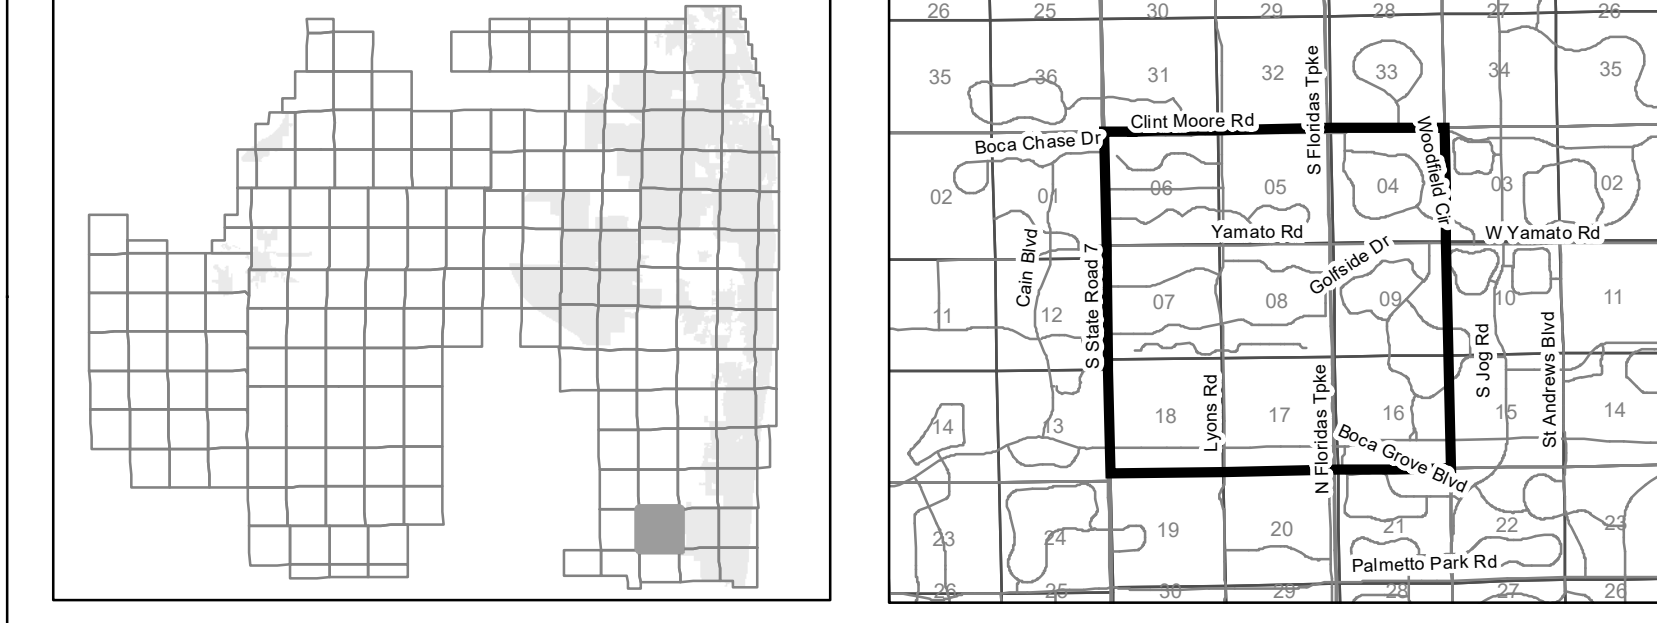 26 25 30 29 28 27 26
35 36 31 32 33 34 35
S Floridas Tpke
Clint Moore Rd
Boca Chase Dr
Woodfield Cir
02 01 06 05 04 03 02
Cain Blvd
Yamato Rd
W Yamato Rd
S State Road 7
Golfside Dr
11 12 07 08 09 10 11
S Jog Rd
St Andrews Blvd
Lyons Rd
N Floridas Tpke
14 13 18 17 16 15 14
Boca Grove Blvd
23 24 19 20 21 22 23
Palmetto Park Rd
26 25 30 29 28 27 26